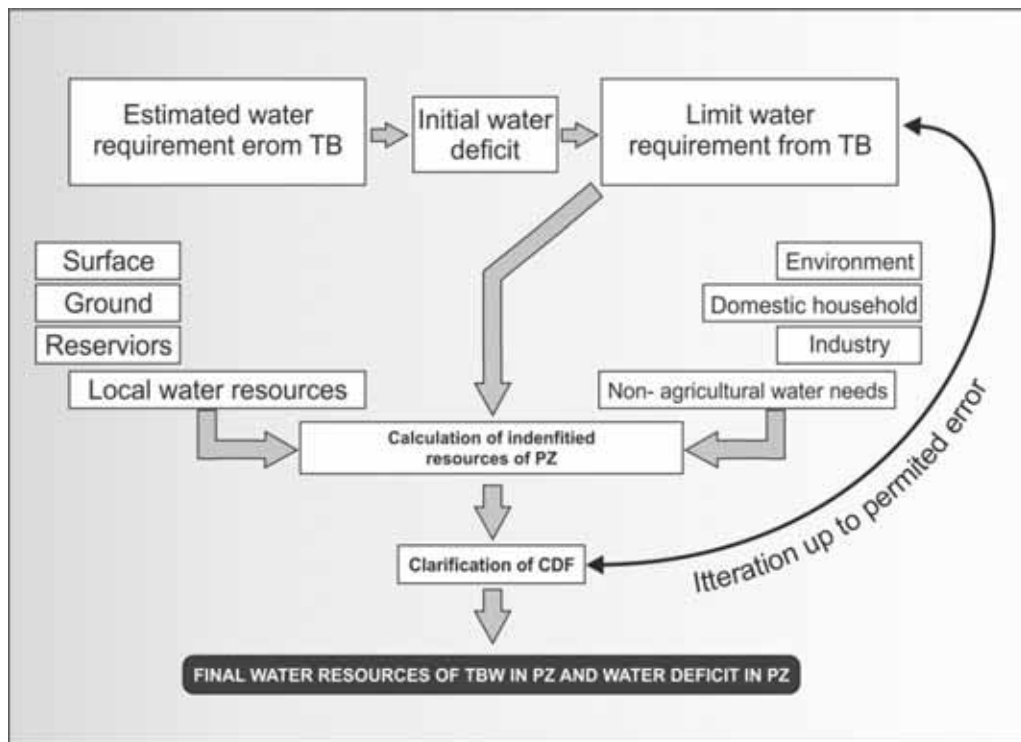 Estimated water
requirement erom TB
Initial water
deficit
Limit water
requirement from TB
Surface
Ground
Reserviors
Local water resources
Environment
Domestic household
Industry
Non- agricultural water needs
Calculation of indenfitied
resources of PZ
Clarification of CDF
Itteration up to permited error
FINAL WATER RESOURCES OF TBW IN PZ AND WATER DEFICIT IN PZ